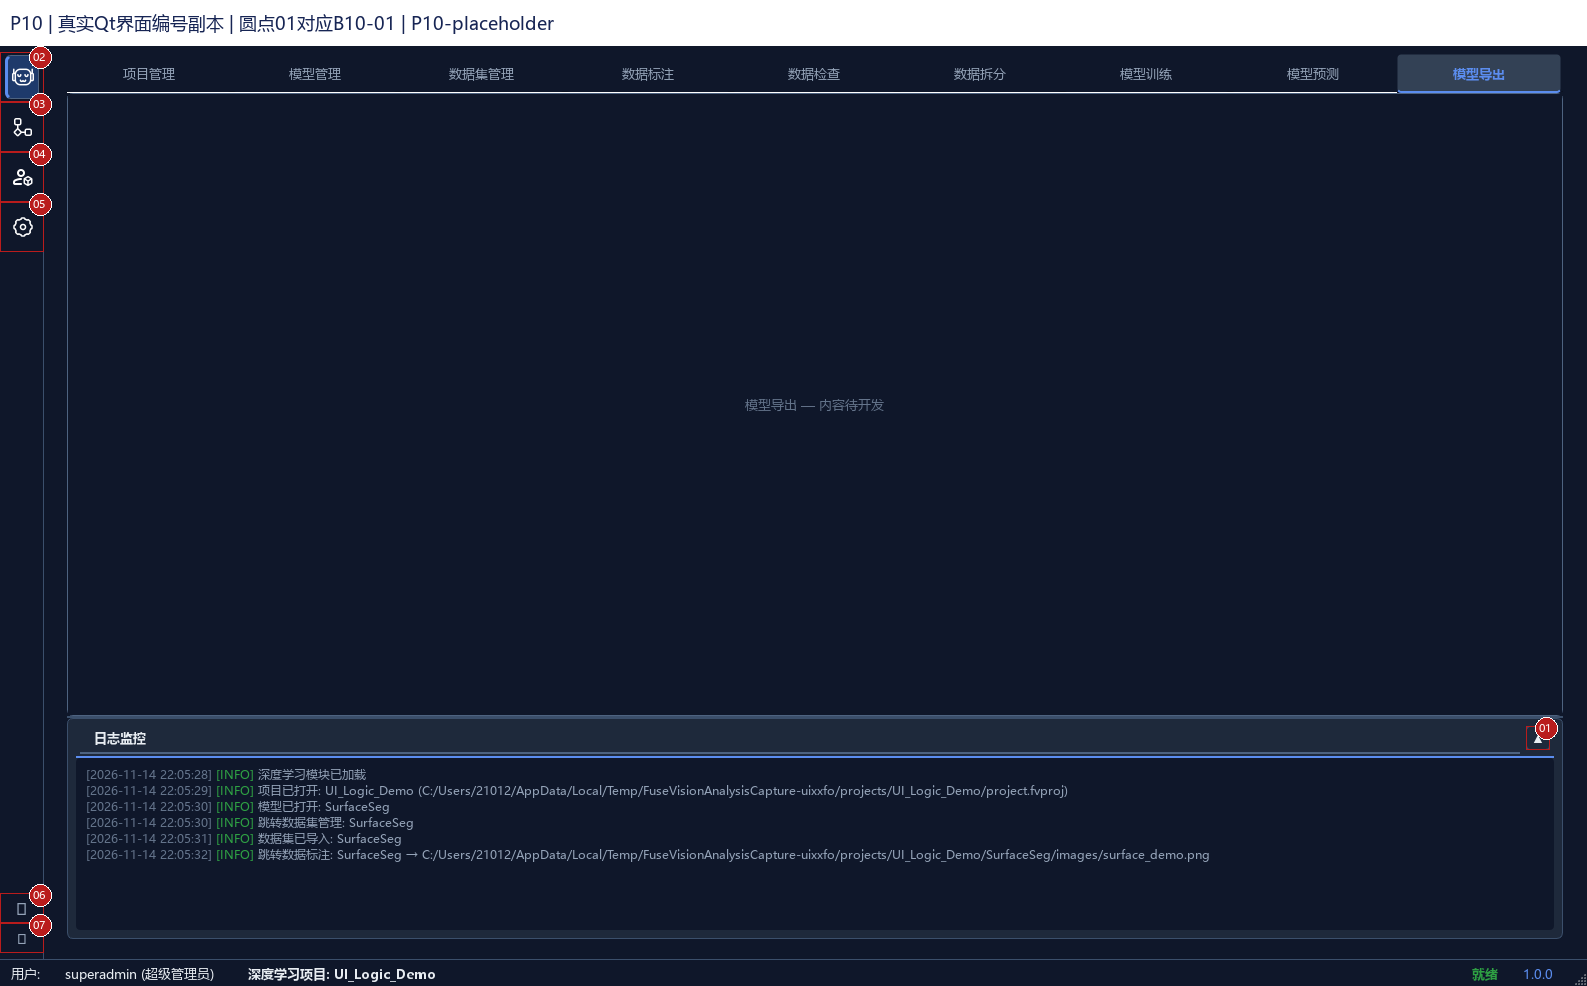 P10 | 真实Qt界面编号副本 | 圆点01对应B10-01 | P10-placeholder
02
项目管理 模型管理 数据集管理 数据标注 数据检查 数据拆分 模型训练 模型预测 模型导出
03
04
05
模型导出 — 内容待开发
日志监控
01
[2026-11-14 22:05:28] [INFO] 深度学习模块已加载
[2026-11-14 22:05:29] [INFO] 项目已打开: UI_Logic_Demo (C:/Users/21012/AppData/Local/Temp/FuseVisionAnalysisCapture-uixxfo/projects/UI_Logic_Demo/project.fvproj)
[2026-11-14 22:05:30] [INFO] 模型已打开: SurfaceSeg
[2026-11-14 22:05:30] [INFO] 跳转数据集管理: SurfaceSeg
[2026-11-14 22:05:31] [INFO] 数据集已导入: SurfaceSeg
[2026-11-14 22:05:32] [INFO] 跳转数据标注: SurfaceSeg → C:/Users/21012/AppData/Local/Temp/FuseVisionAnalysisCapture-uixxfo/projects/UI_Logic_Demo/SurfaceSeg/images/surface_demo.png
06
07
用户: superadmin (超级管理员) 深度学习项目: UI_Logic_Demo 就绪 1.0.0